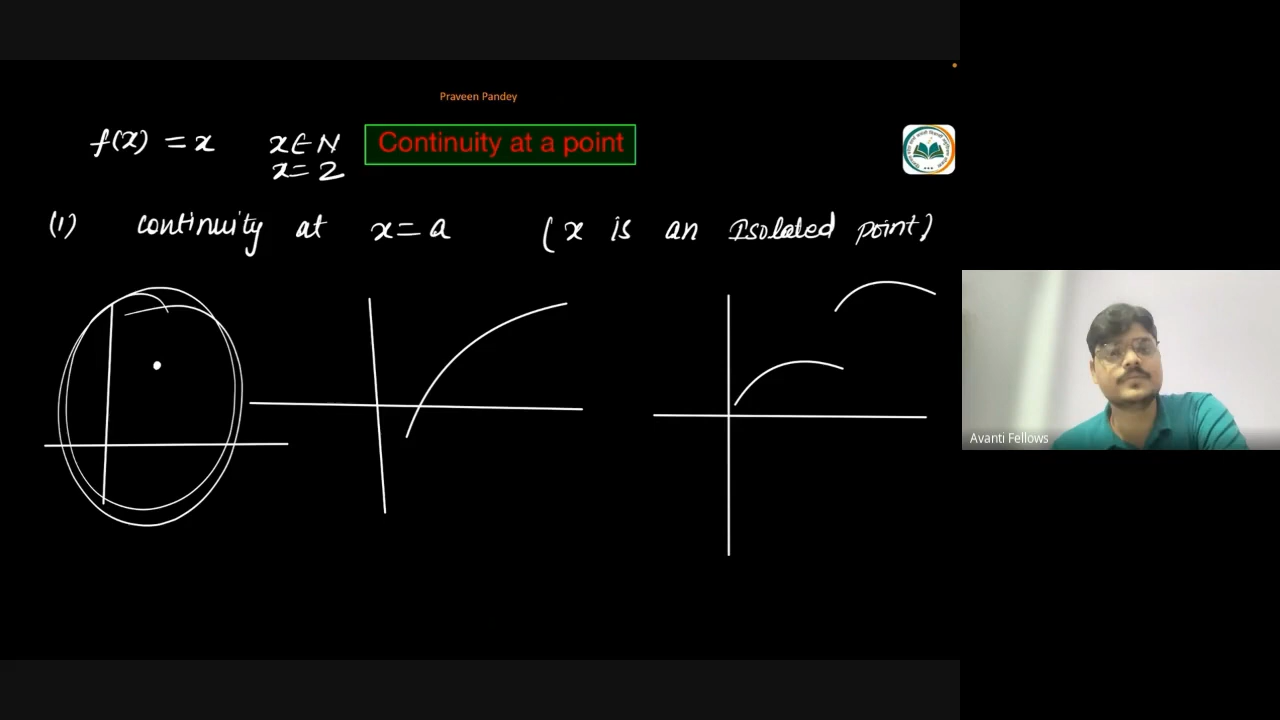 Praveen Pandey
f(x) = x x∈N Continuity at a point
x=2
(1) continuity at x=a (x is an Isolated point)
Avanti Fellows